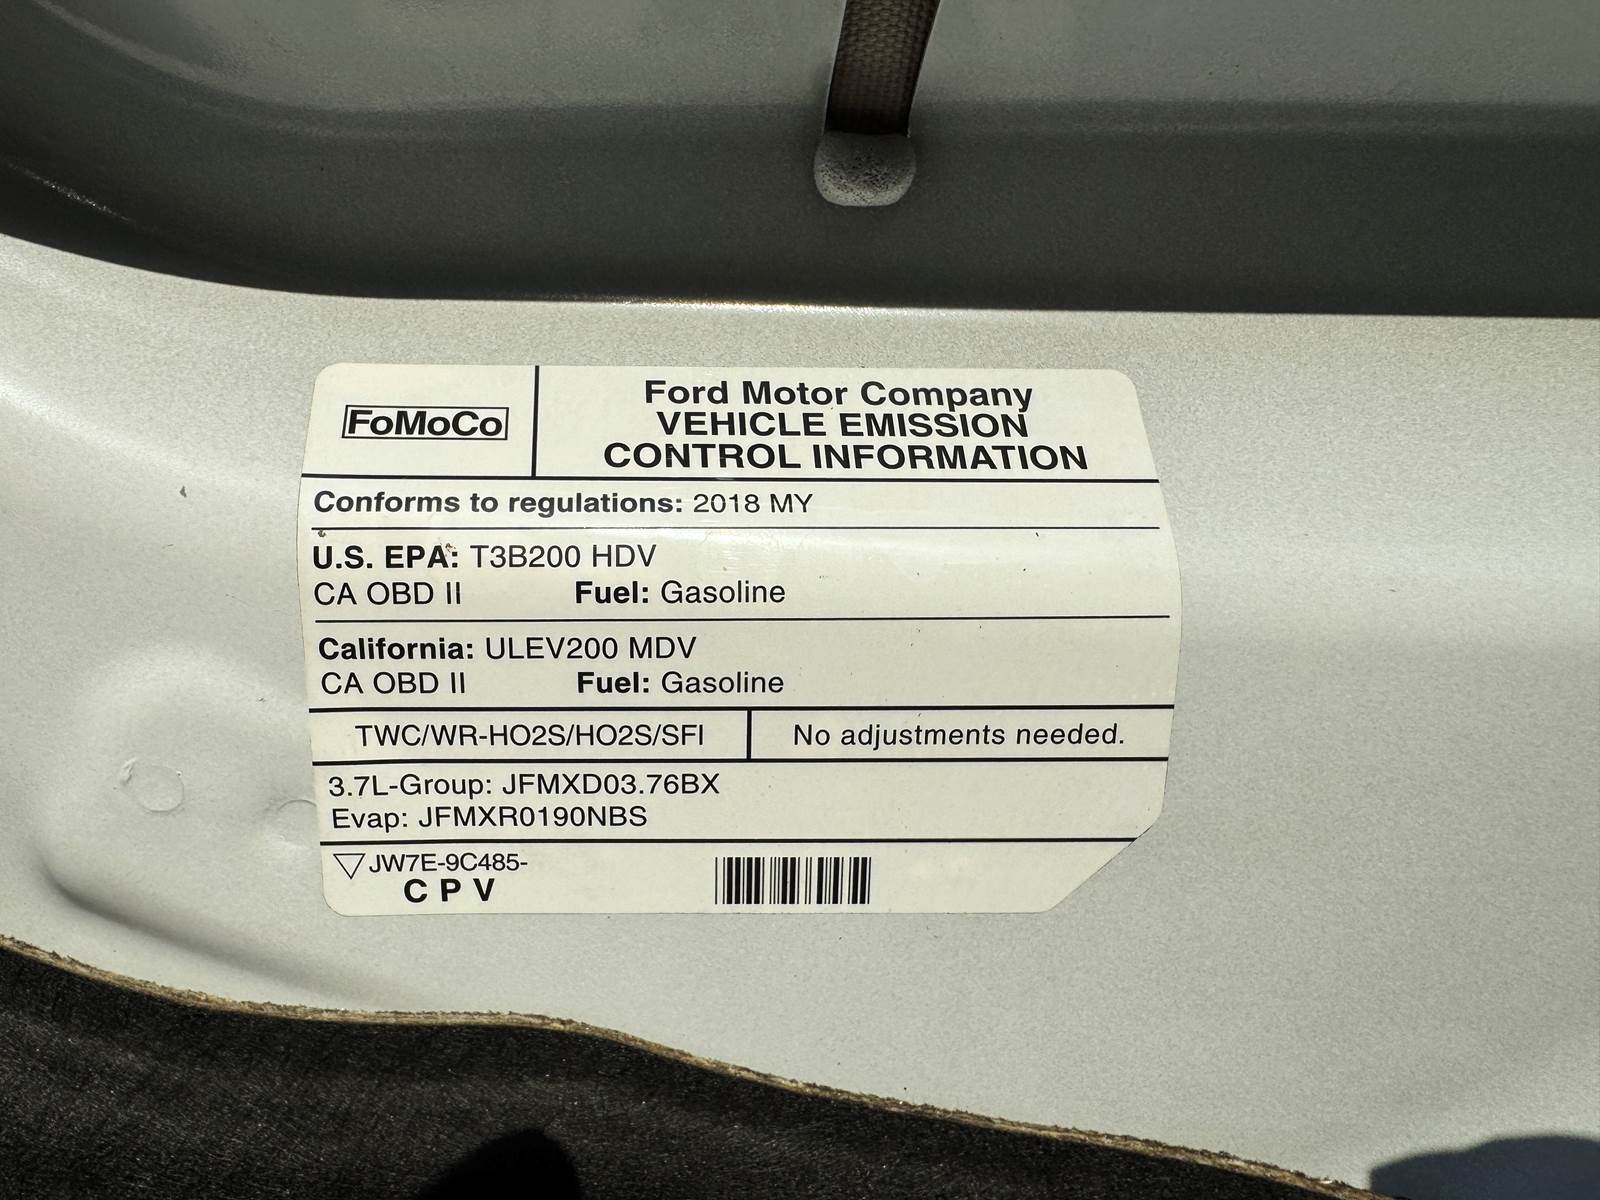 FoMoCo
Ford Motor Company
VEHICLE EMISSION
CONTROL INFORMATION
Conforms to regulations: 2018 MY
U.S. EPA: T3B200 HDV
CA OBD II Fuel: Gasoline
California: ULEV200 MDV
CA OBD II Fuel: Gasoline
TWC/WR-HO2S/HO2S/SFI
No adjustments needed.
3.7L-Group: JFMXD03.76BX
Evap: JFMXR0190NBS
JW7E-9C485-
C P V